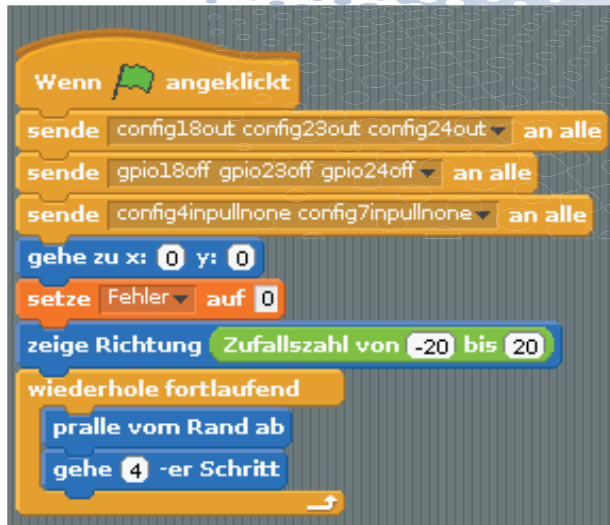 Wenn angeklickt
sende config18out config23out config24out an alle
sende gpio18off gpio23off gpio24off an alle
sende config4inpullnone config7inpullnone an alle
gehe zu x: 0 y: 0
setze Fehler auf 0
zeige Richtung Zufallszahl von -20 bis 20
wiederhole fortlaufend
pralle vom Rand ab
gehe 4 -er Schritt